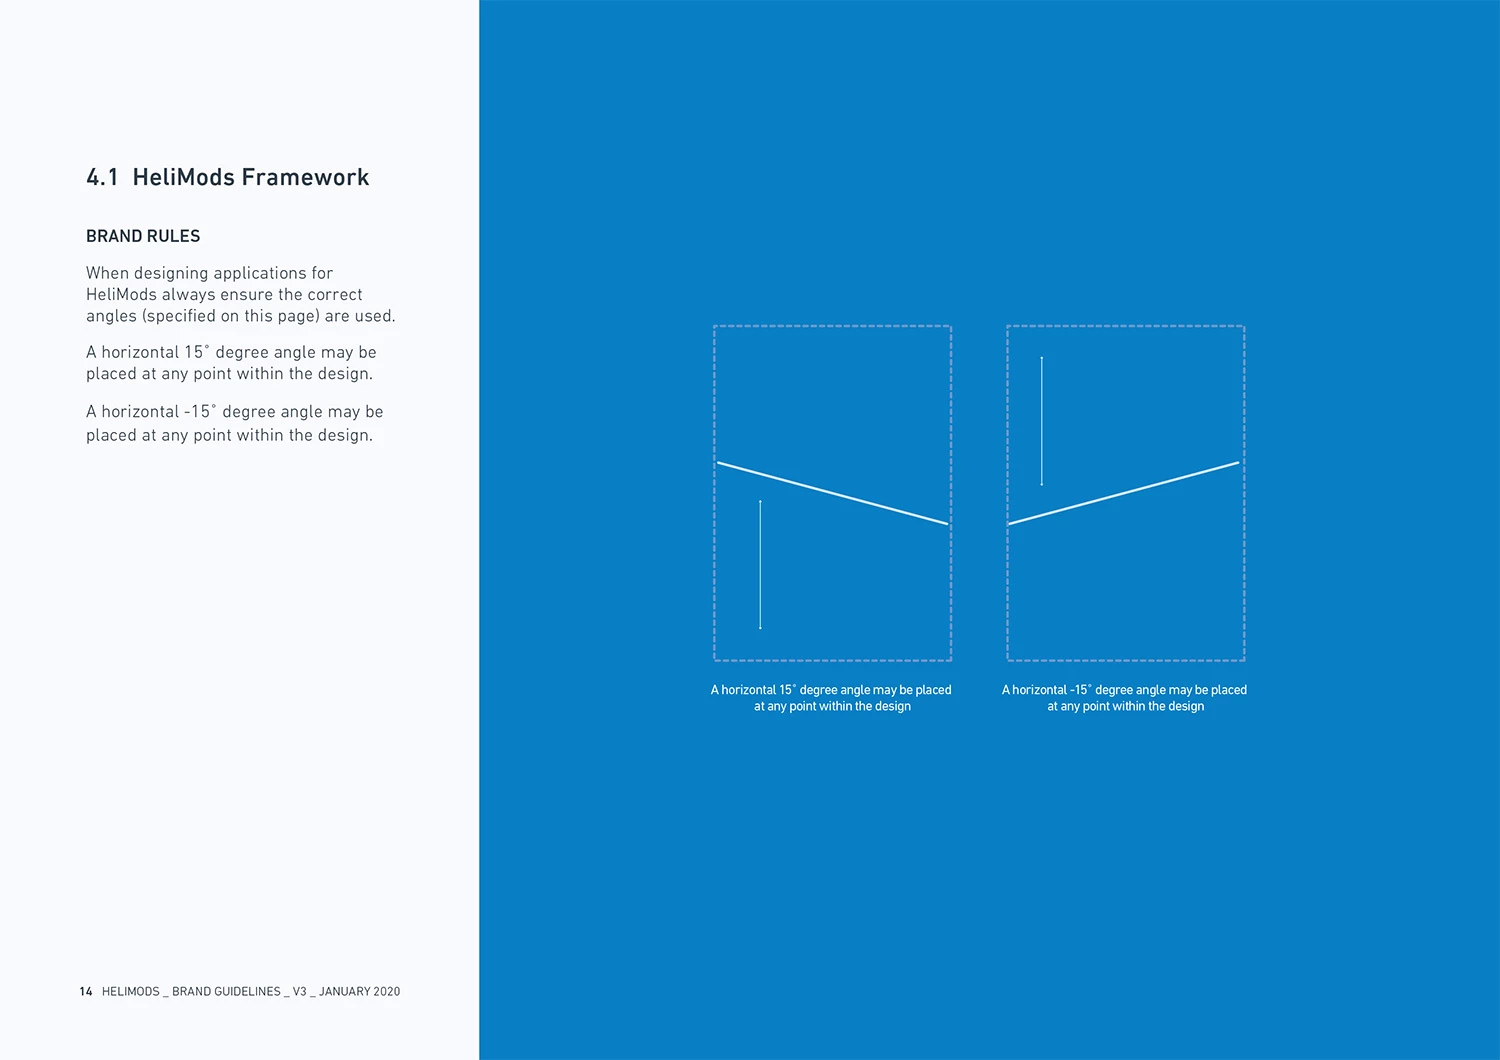 4.1 HeliMods Framework
BRAND RULES
When designing applications for
HeliMods always ensure the correct
angles (specified on this page) are used.
A horizontal 15˚ degree angle may be
placed at any point within the design.
A horizontal -15˚ degree angle may be
placed at any point within the design.
A horizontal 15˚ degree angle may be placed
at any point within the design
A horizontal -15˚ degree angle may be placed
at any point within the design
14 HELIMODS _ BRAND GUIDELINES _ V3 _ JANUARY 2020